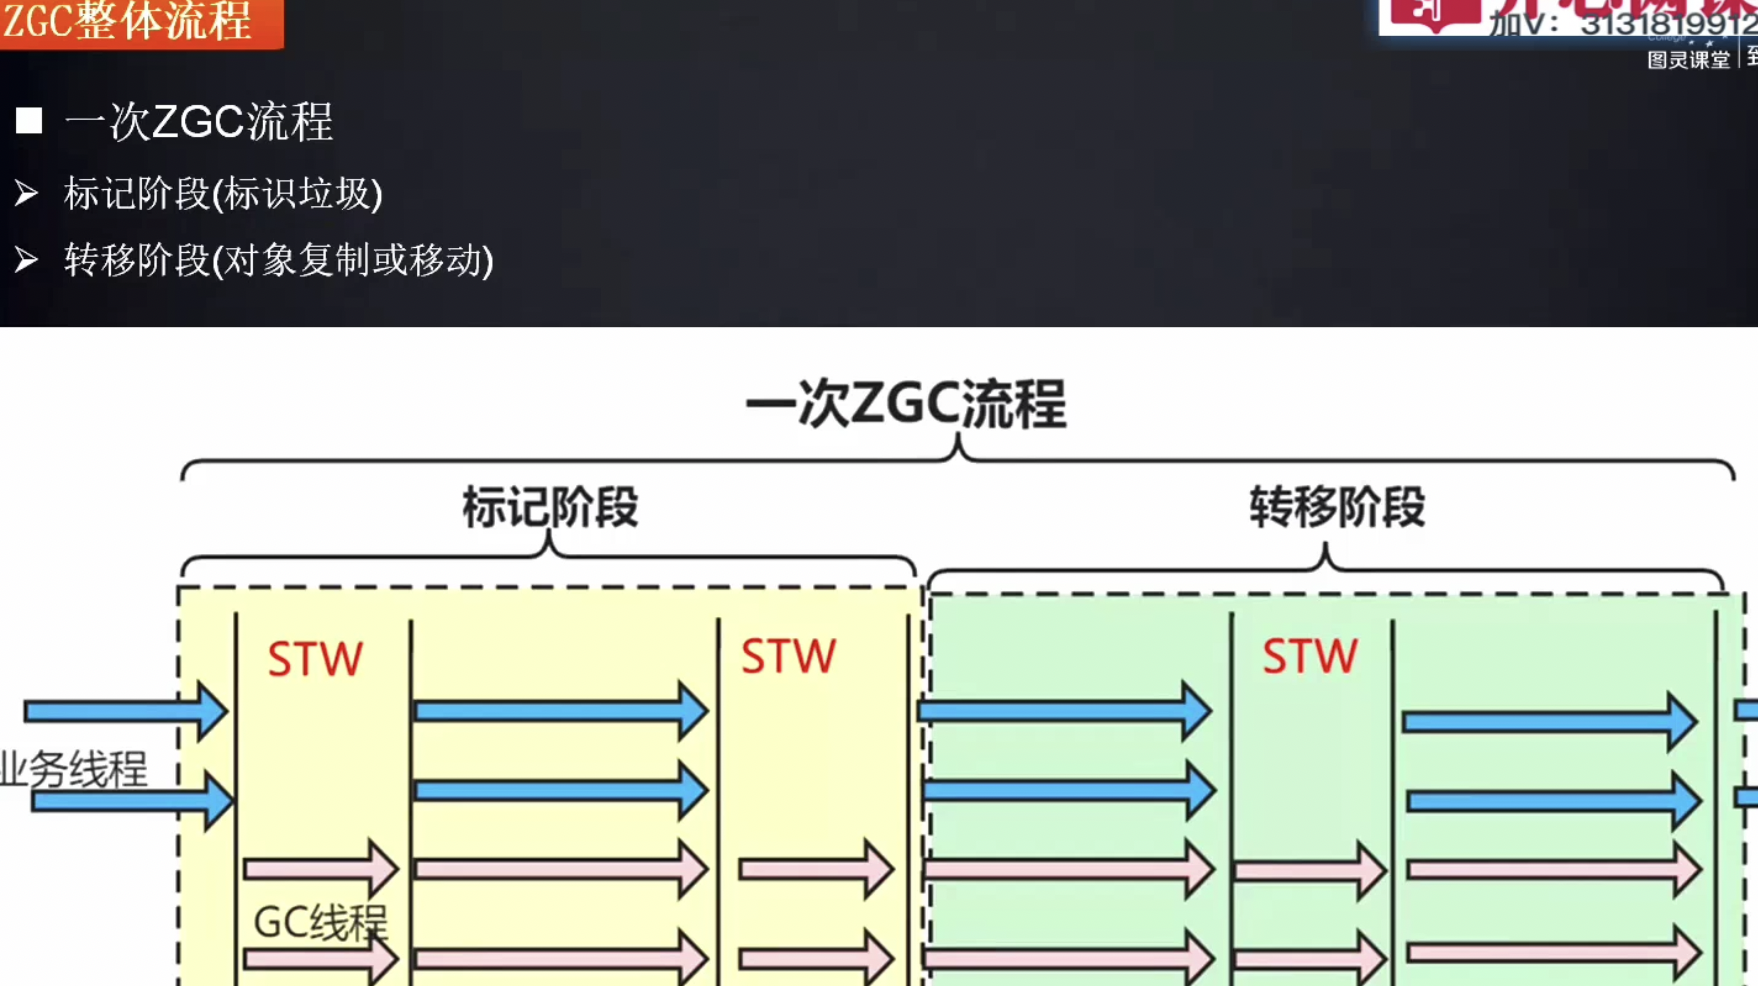 ZGC整体流程
加V: 3131819912
图灵课堂
一次ZGC流程
标记阶段(标识垃圾)
转移阶段(对象复制或移动)
一次ZGC流程
标记阶段
转移阶段
STW
STW
STW
业务线程
GC线程